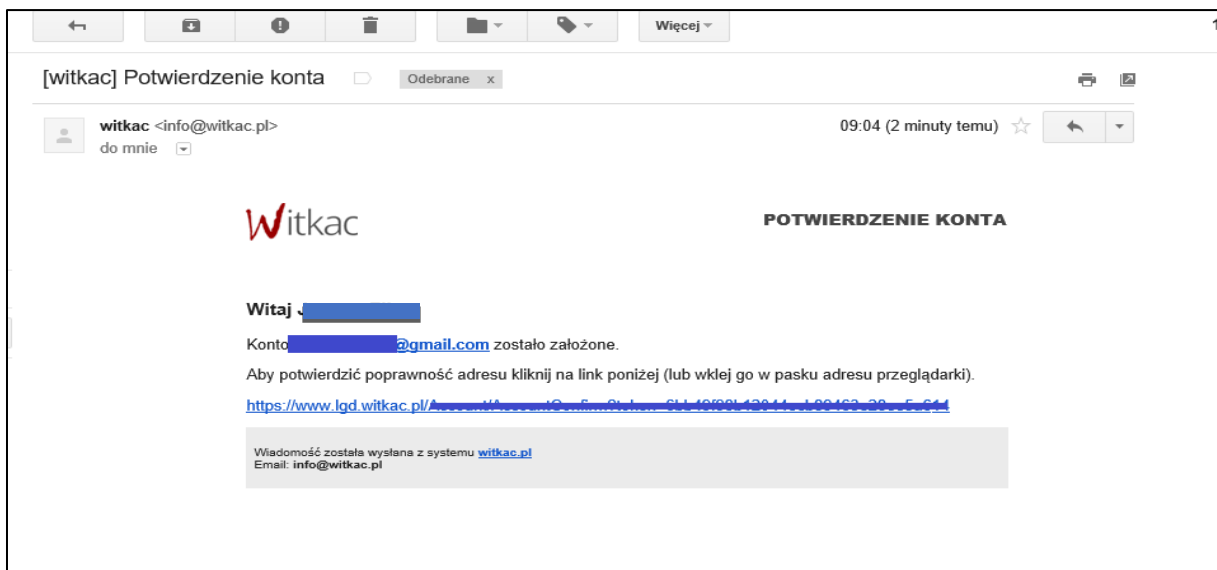 Więcej
[witkac] Potwierdzenie konta Odebrane x
witkac <info@witkac.pl> 09:04 (2 minuty temu)
do mnie
Witkac POTWIERDZENIE KONTA
Witaj
Konto @gmail.com zostało założone.
Aby potwierdzić poprawność adresu kliknij na link poniżej (lub wklej go w pasku adresu przeglądarki).
https://www.lgd.witkac.pl/
Wiadomość została wysłana z systemu witkac.pl
Email: info@witkac.pl